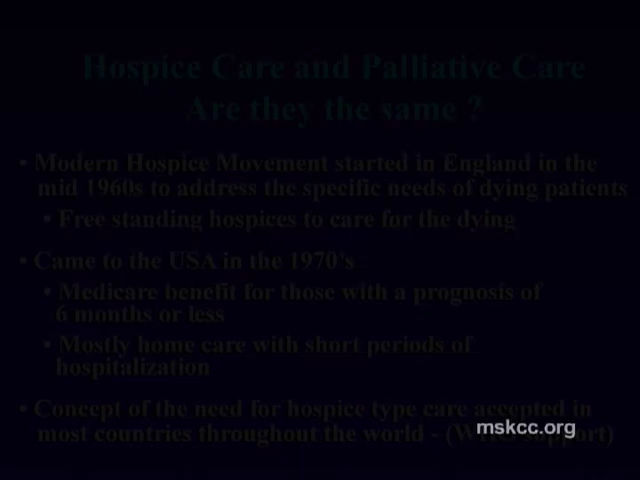 Hospice Care and Palliative Care
Are they the same ?
• Modern Hospice Movement started in England in the
mid 1960s to address the specific needs of dying patients
• Free standing hospices to care for the dying
• Came to the USA in the 1970's
• Medicare benefit for those with a prognosis of
6 months or less
• Mostly home care with short periods of
hospitalization
• Concept of the need for hospice type care accepted in
most countries throughout the world - (WHO support)
mskcc.org